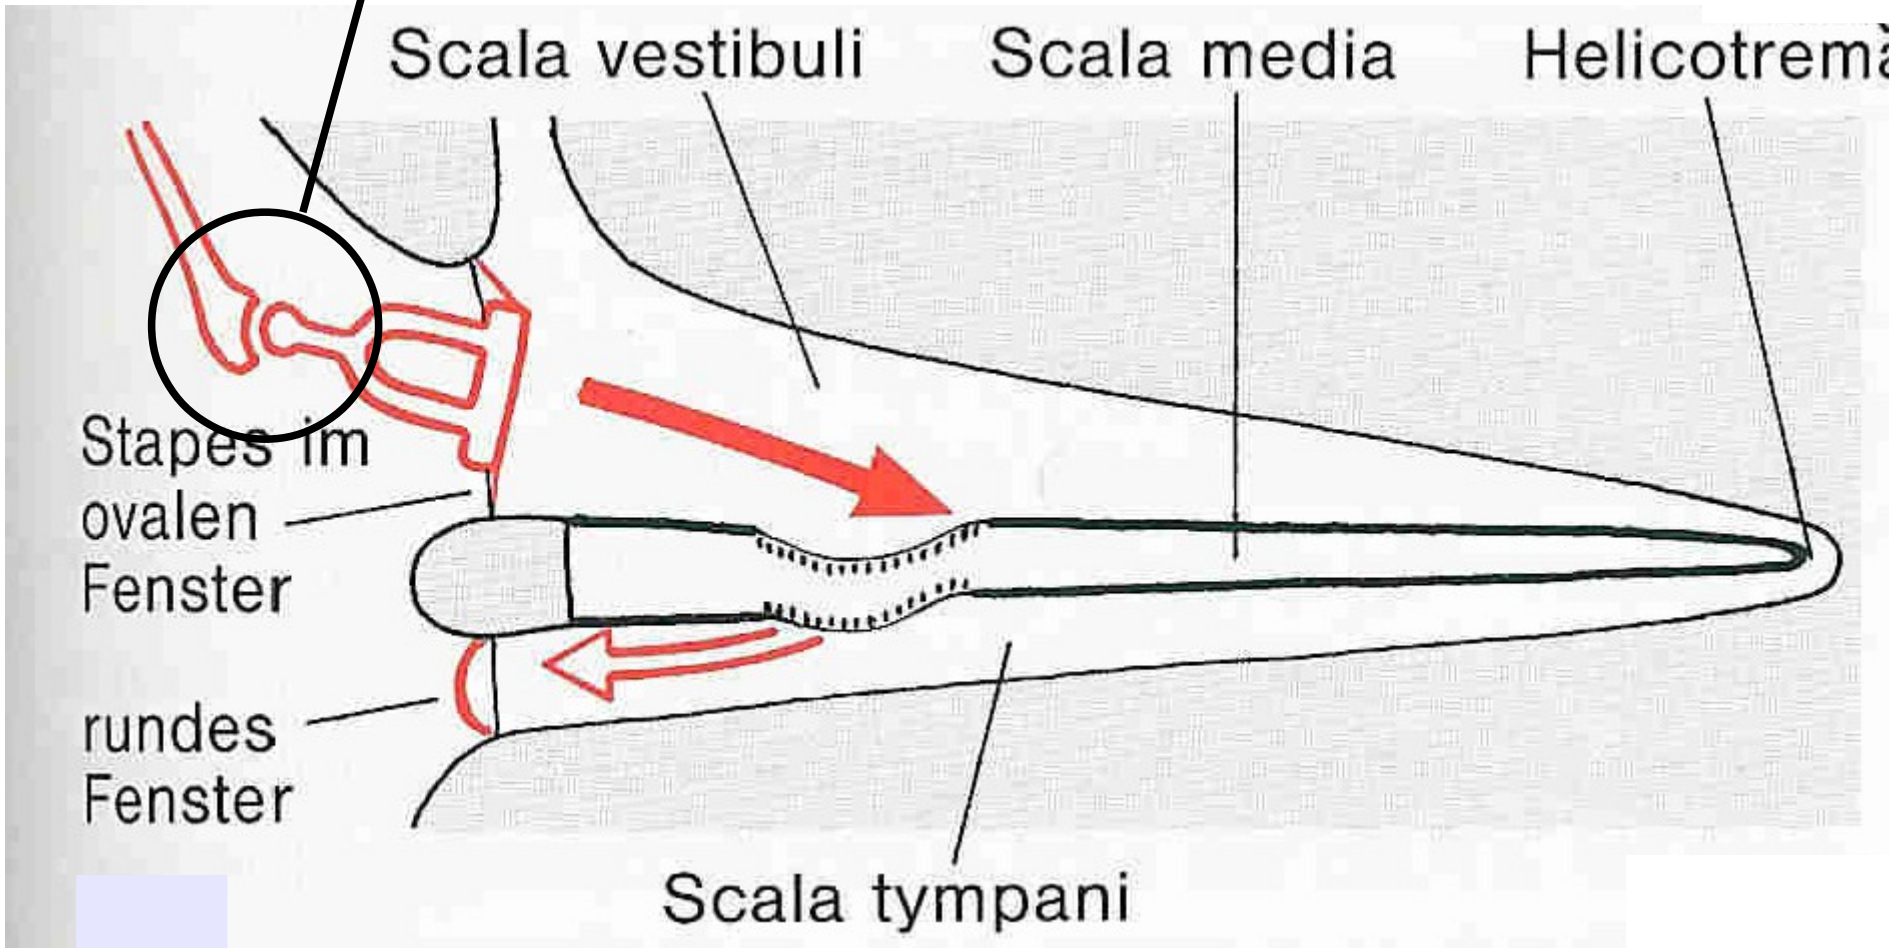 Scala vestibuli
Scala media
Helicotrema
Stapes im
ovalen
Fenster
rundes
Fenster
Scala tympani